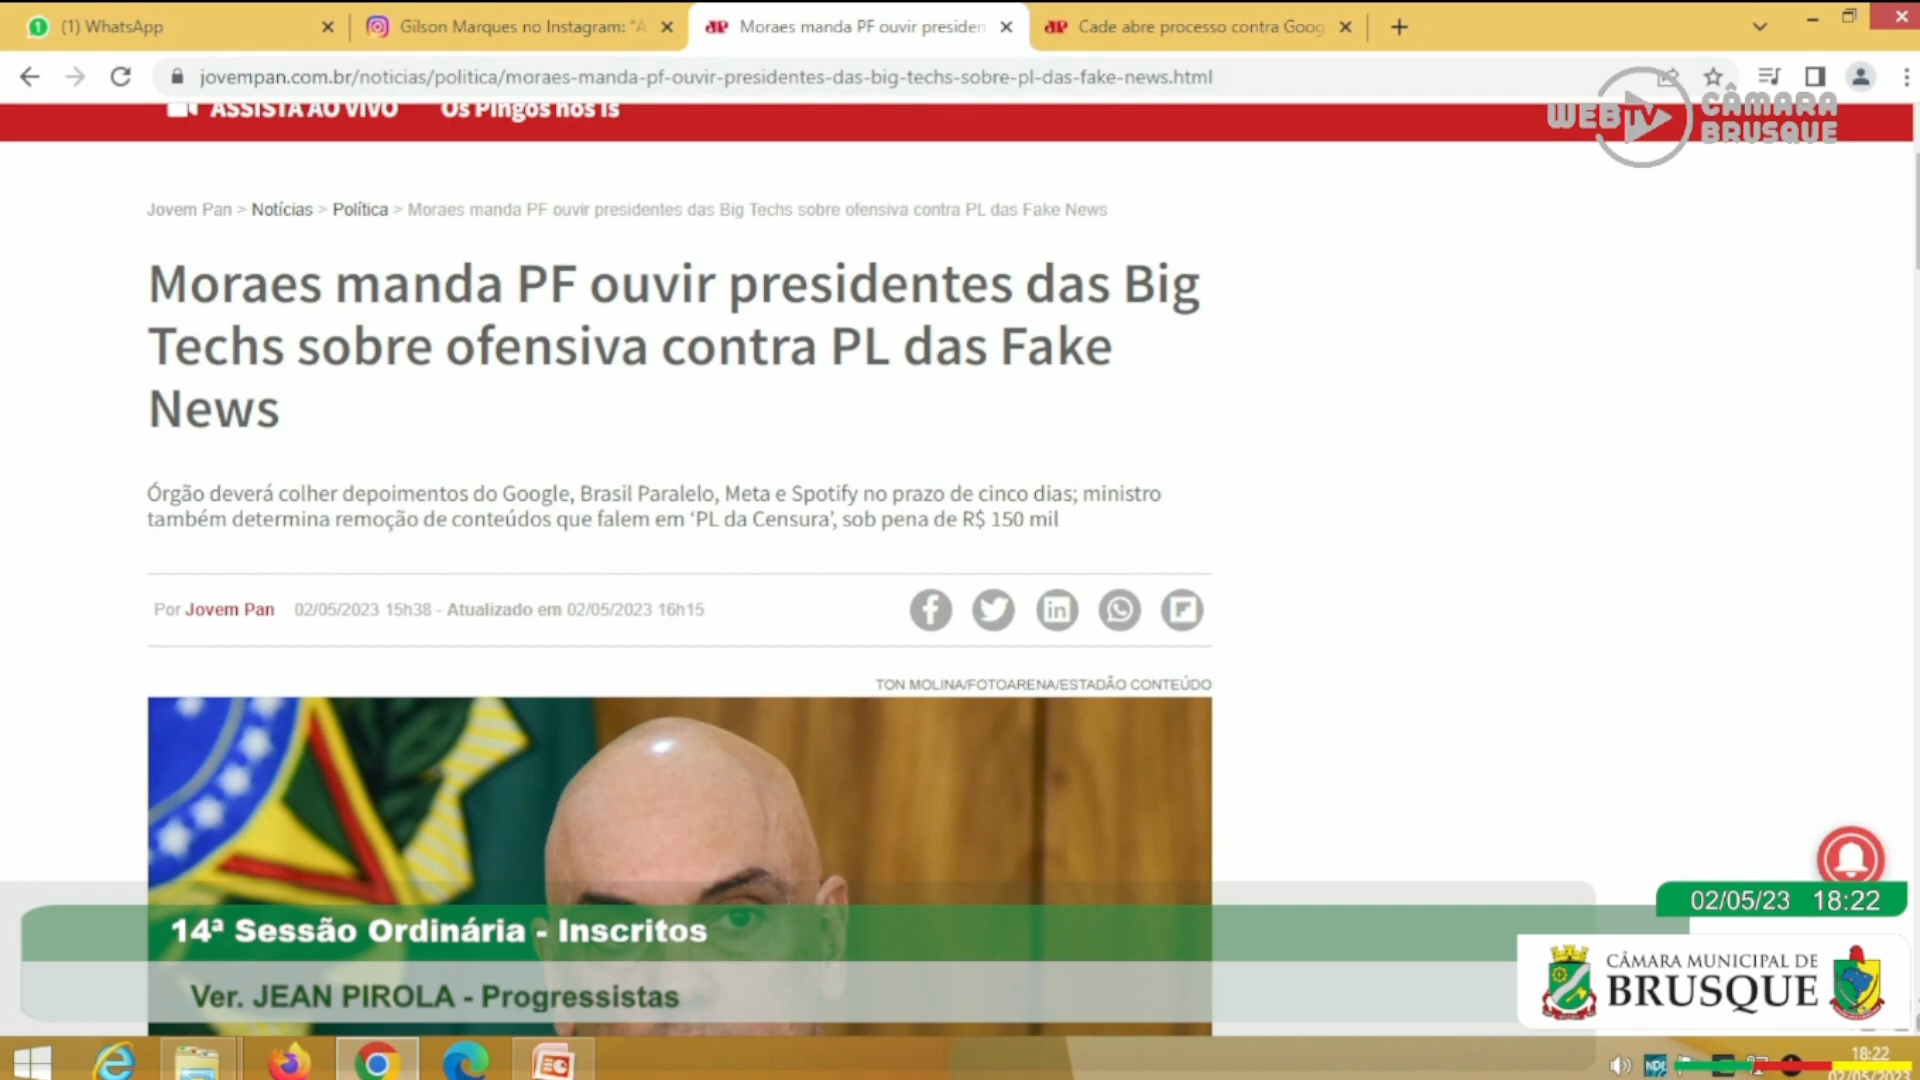 (1) WhatsApp
Gilson Marques no Instagram: "A
Moraes manda PF ouvir presiden
Cade abre processo contra Goog
jovempan.com.br/noticias/politica/moraes-manda-pf-ouvir-presidentes-das-big-techs-sobre-pl-das-fake-news.html
ASSISTA AO VIVO Os Pingos nos Is
WEB TV CÂMARA BRUSQUE
Jovem Pan > Notícias > Política > Moraes manda PF ouvir presidentes das Big Techs sobre ofensiva contra PL das Fake News
Moraes manda PF ouvir presidentes das Big
Techs sobre ofensiva contra PL das Fake
News
Órgão deverá colher depoimentos do Google, Brasil Paralelo, Meta e Spotify no prazo de cinco dias; ministro
também determina remoção de conteúdos que falem em ‘PL da Censura’, sob pena de R$ 150 mil
Por Jovem Pan 02/05/2023 15h38 - Atualizado em 02/05/2023 16h15
TON MOLINA/FOTOARENA/ESTADÃO CONTEÚDO
02/05/23 18:22
14ª Sessão Ordinária - Inscritos
Ver. JEAN PIROLA - Progressistas
CÂMARA MUNICIPAL DE
BRUSQUE
18:22
02/05/2023